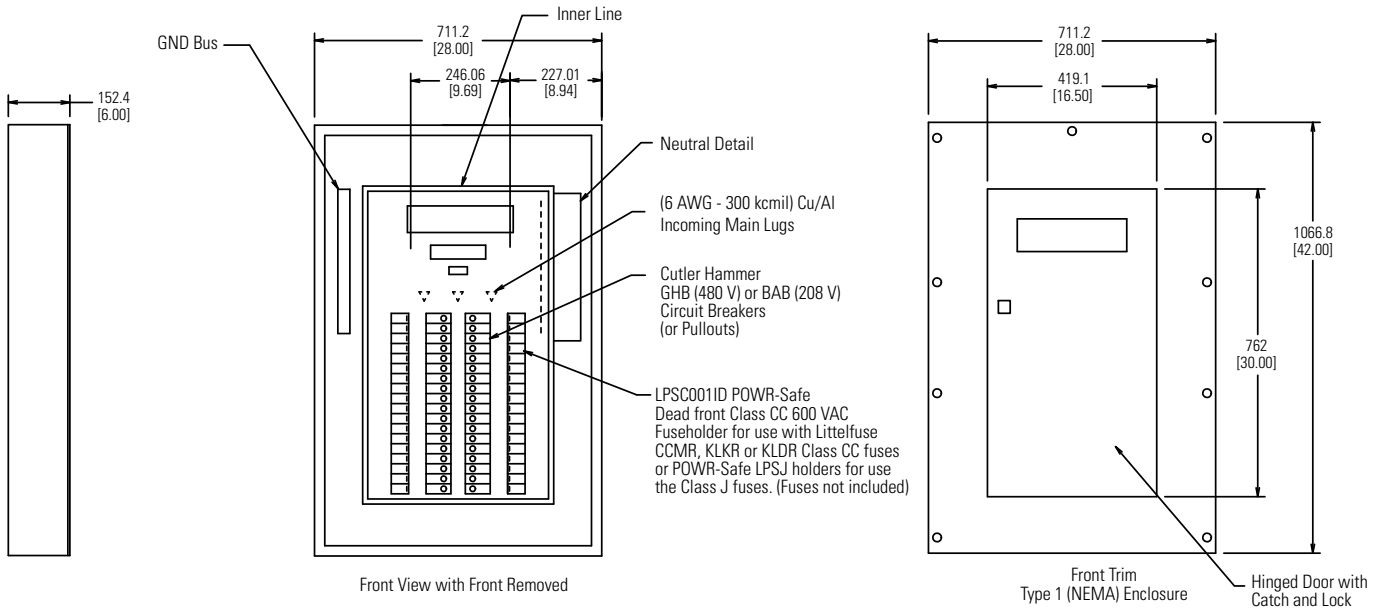 152.4
[6.00]
GND Bus
Inner Line
711.2
[28.00]
246.06
[9.69]
227.01
[8.94]
Neutral Detail
(6 AWG - 300 kcmil) Cu/Al
Incoming Main Lugs
Cutler Hammer
GHB (480 V) or BAB (208 V)
Circuit Breakers
(or Pullouts)
LPSC001ID POWR-Safe
Dead front Class CC 600 VAC
Fuseholder for use with Littelfuse
CCMR, KLKR or KLDR Class CC fuses
or POWR-Safe LPSJ holders for use
the Class J fuses. (Fuses not included)
Front View with Front Removed
711.2
[28.00]
419.1
[16.50]
1066.8
[42.00]
762
[30.00]
Front Trim
Type 1 (NEMA) Enclosure
Hinged Door with
Catch and Lock